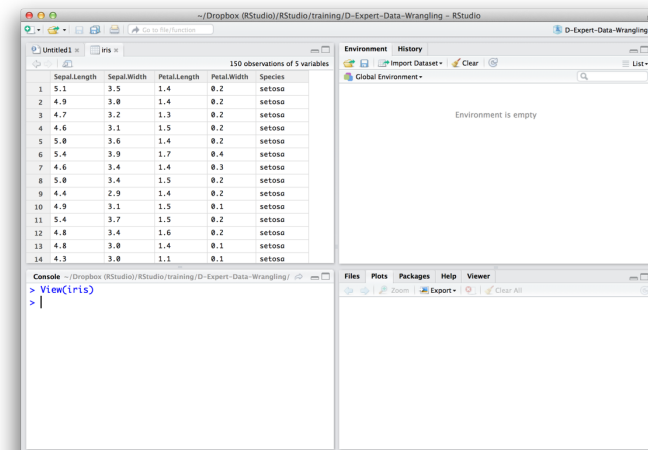 ~/Dropbox (RStudio)/RStudio/training/D-Expert-Data-Wrangling – RStudio
Go to file/function
D-Expert-Data-Wrangling
Untitled1 × iris ×
150 observations of 5 variables
Sepal.Length Sepal.Width Petal.Length Petal.Width Species
1 5.1 3.5 1.4 0.2 setosa
2 4.9 3.0 1.4 0.2 setosa
3 4.7 3.2 1.3 0.2 setosa
4 4.6 3.1 1.5 0.2 setosa
5 5.0 3.6 1.4 0.2 setosa
6 5.4 3.9 1.7 0.4 setosa
7 4.6 3.4 1.4 0.3 setosa
8 5.0 3.4 1.5 0.2 setosa
9 4.4 2.9 1.4 0.2 setosa
10 4.9 3.1 1.5 0.1 setosa
11 5.4 3.7 1.5 0.2 setosa
12 4.8 3.4 1.6 0.2 setosa
13 4.8 3.0 1.4 0.1 setosa
14 4.3 3.0 1.1 0.1 setosa
Environment History
Import Dataset Clear List
Global Environment
Environment is empty
Console ~/Dropbox (RStudio)/RStudio/training/D-Expert-Data-Wrangling/
> View(iris)
>
Files Plots Packages Help Viewer
Zoom Export Clear All